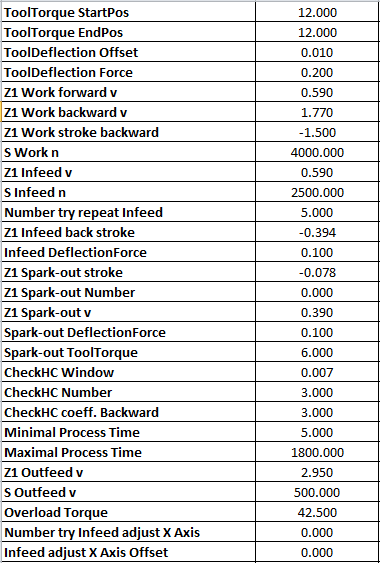 ToolTorque StartPos 12.000
ToolTorque EndPos 12.000
ToolDeflection Offset 0.010
ToolDeflection Force 0.200
Z1 Work forward v 0.590
Z1 Work backward v 1.770
Z1 Work stroke backward -1.500
S Work n 4000.000
Z1 Infeed v 0.590
S Infeed n 2500.000
Number try repeat Infeed 5.000
Z1 Infeed back stroke -0.394
Infeed DeflectionForce 0.100
Z1 Spark-out stroke -0.078
Z1 Spark-out Number 0.000
Z1 Spark-out v 0.390
Spark-out DeflectionForce 0.100
Spark-out ToolTorque 6.000
CheckHC Window 0.007
CheckHC Number 3.000
CheckHC coeff. Backward 3.000
Minimal Process Time 5.000
Maximal Process Time 1800.000
Z1 Outfeed v 2.950
S Outfeed v 500.000
Overload Torque 42.500
Number try Infeed adjust X Axis 0.000
Infeed adjust X Axis Offset 0.000